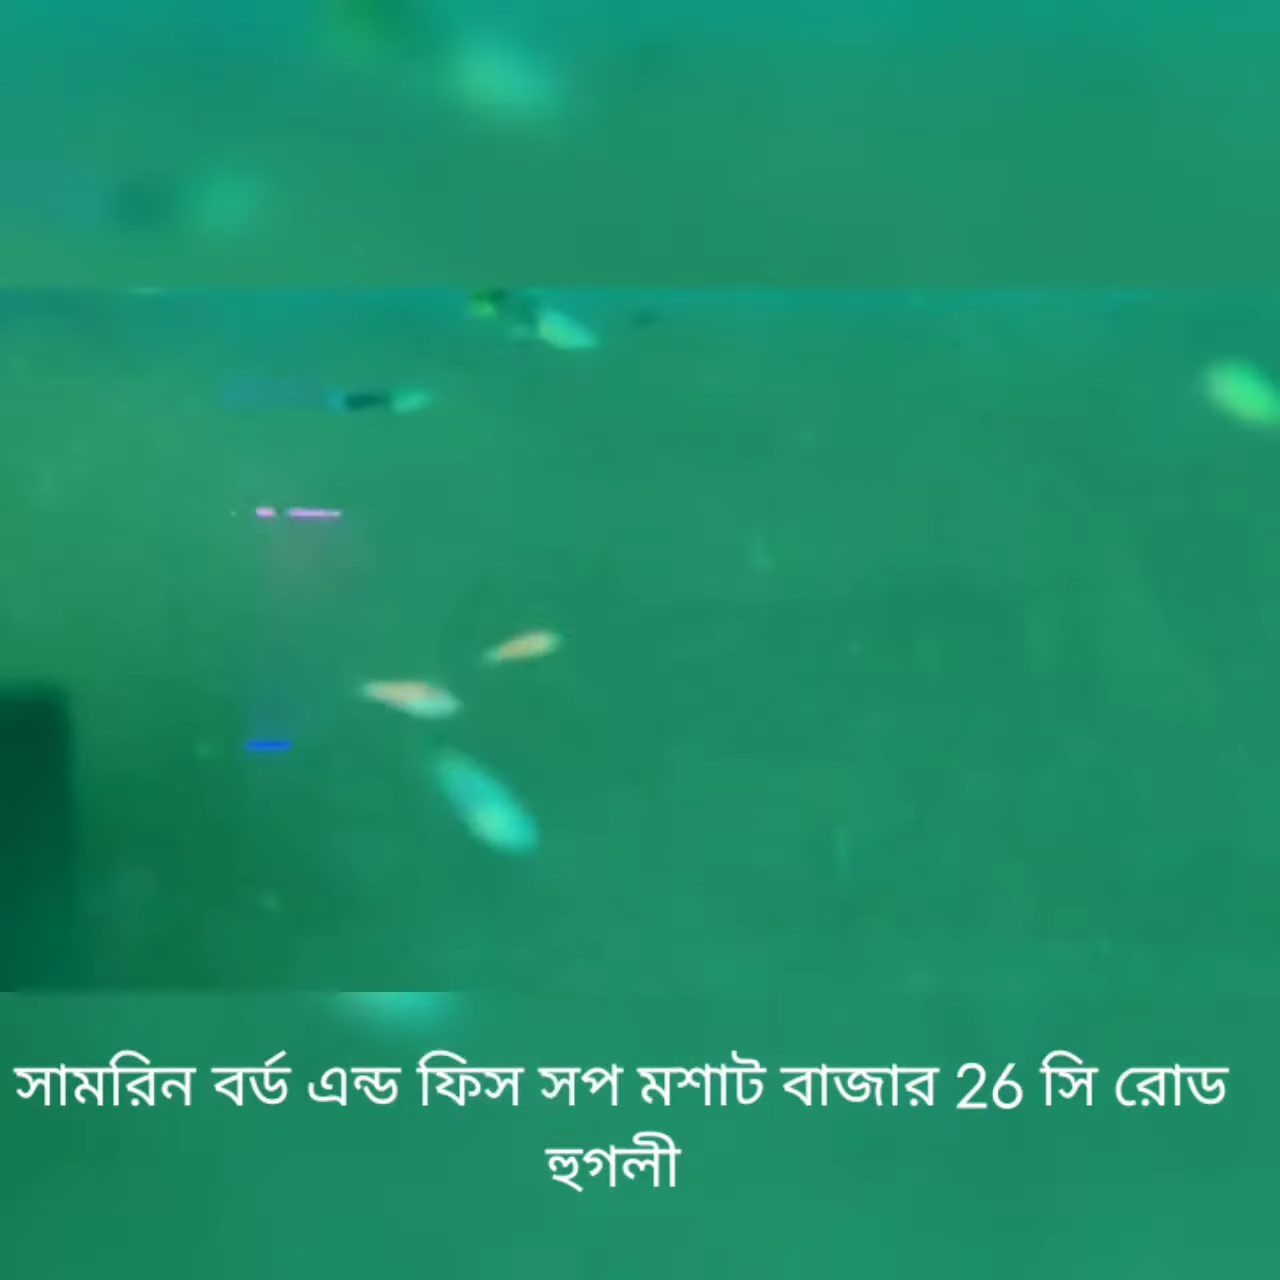 সামরিন বর্ড এন্ড ফিস সপ মশাট বাজার 26 সি রোড
হুগলী